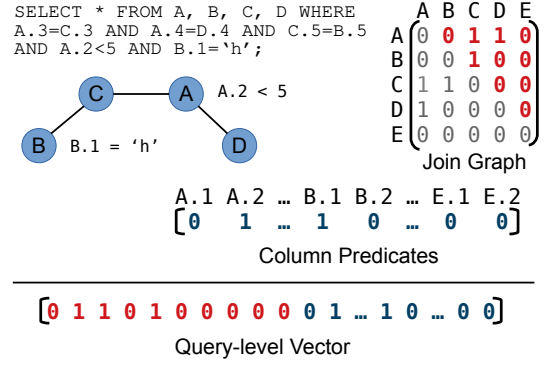 SELECT * FROM A, B, C, D WHERE
A.3=C.3 AND A.4=D.4 AND C.5=B.5
AND A.2<5 AND B.1=‘h’;
C A A.2 < 5
B B.1 = ‘h’ D
A B C D E
A 0 0 1 1 0
B 0 0 1 0 0
C 1 1 0 0 0
D 1 0 0 0 0
E 0 0 0 0 0
Join Graph
A.1 A.2 … B.1 B.2 … E.1 E.2
[0 1 … 1 0 … 0 0]
Column Predicates
[0 1 1 0 1 0 0 0 0 0 0 1 … 1 0 … 0 0]
Query-level Vector